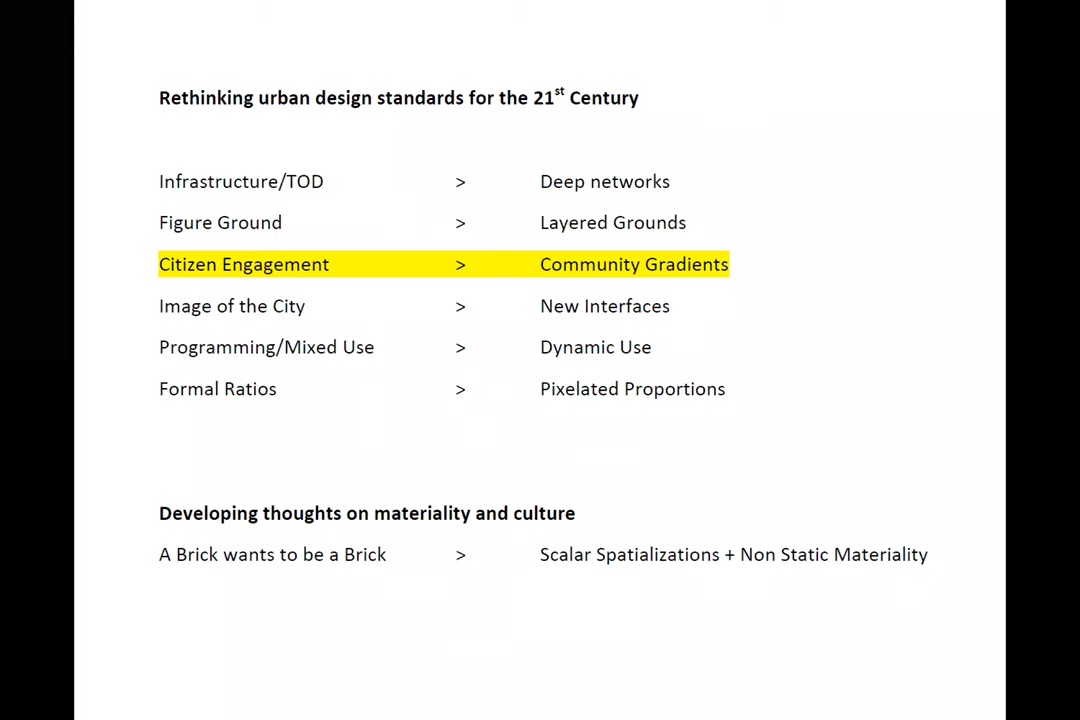 Rethinking urban design standards for the 21st Century
Infrastructure/TOD > Deep networks
Figure Ground > Layered Grounds
Citizen Engagement > Community Gradients
Image of the City > New Interfaces
Programming/Mixed Use > Dynamic Use
Formal Ratios > Pixelated Proportions
Developing thoughts on materiality and culture
A Brick wants to be a Brick > Scalar Spatializations + Non Static Materiality